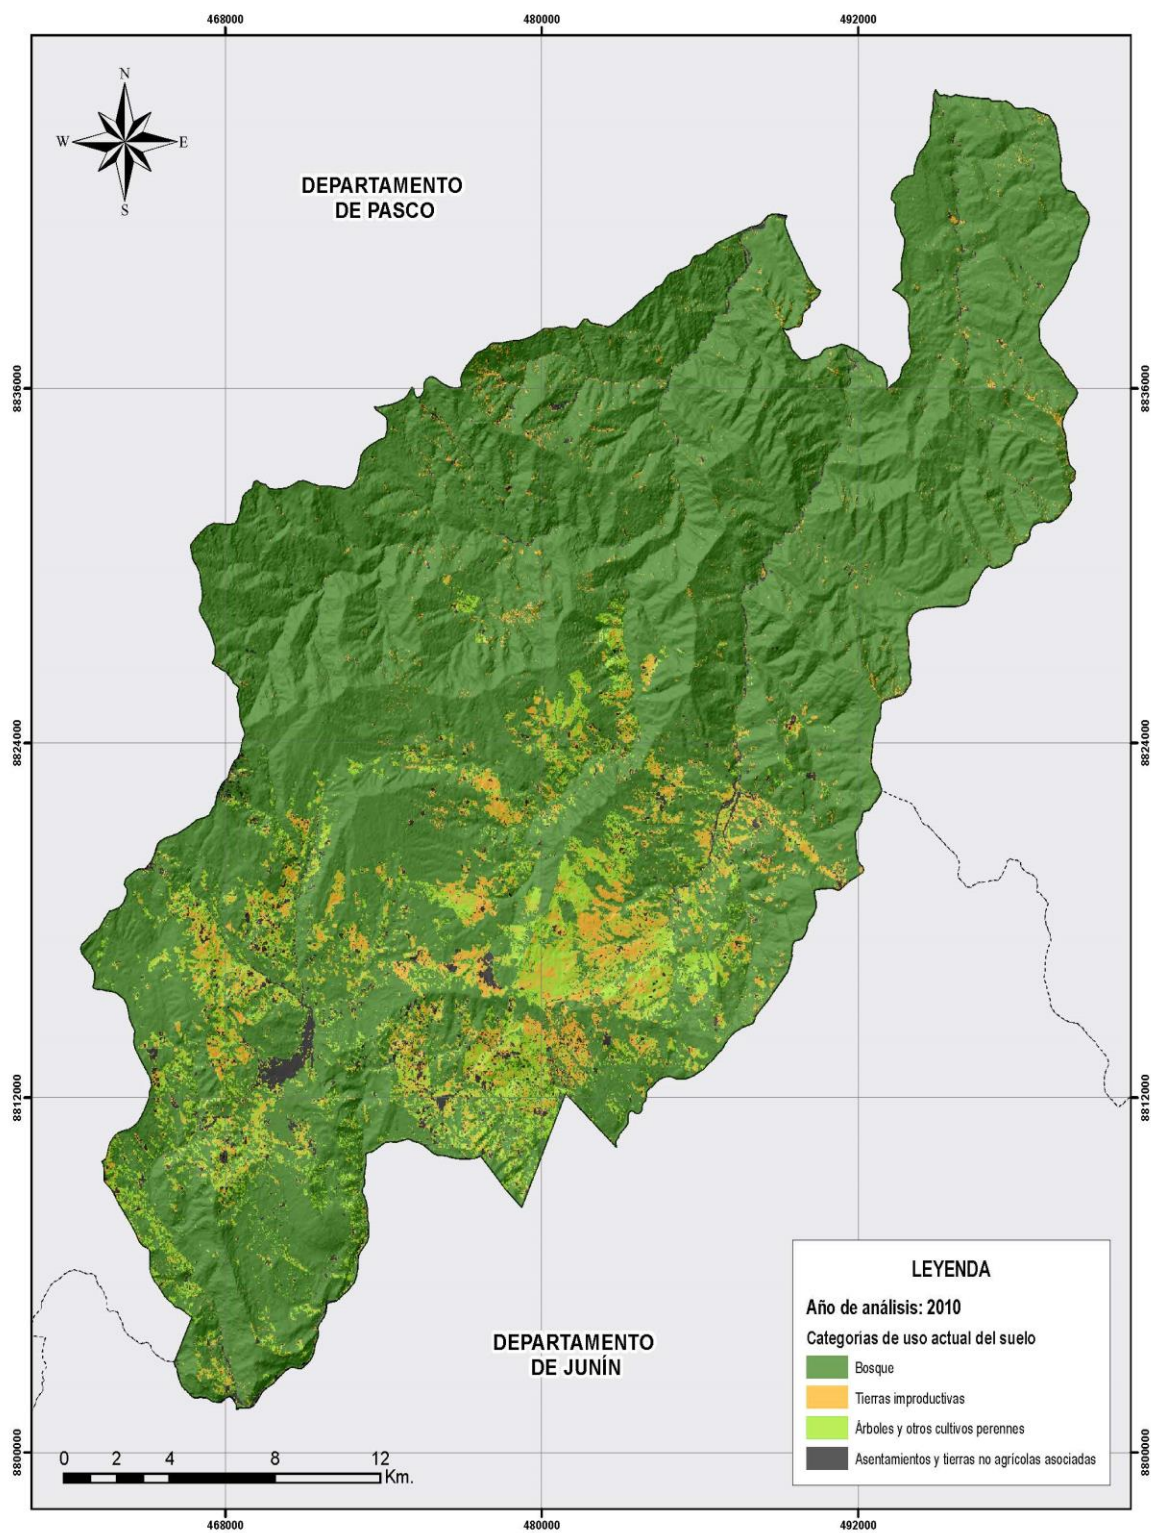 468000
480000
492000
N
W
E
S
DEPARTAMENTO
DE PASCO
8836000
8836000
8824000
8824000
8812000
8812000
LEYENDA
Año de análisis: 2010
Categorías de uso actual del suelo
Bosque
Tierras improductivas
Árboles y otros cultivos perennes
Asentamientos y tierras no agrícolas asociadas
DEPARTAMENTO
DE JUNÍN
8800000
8800000
0 2 4 8 12
Km.
468000
480000
492000